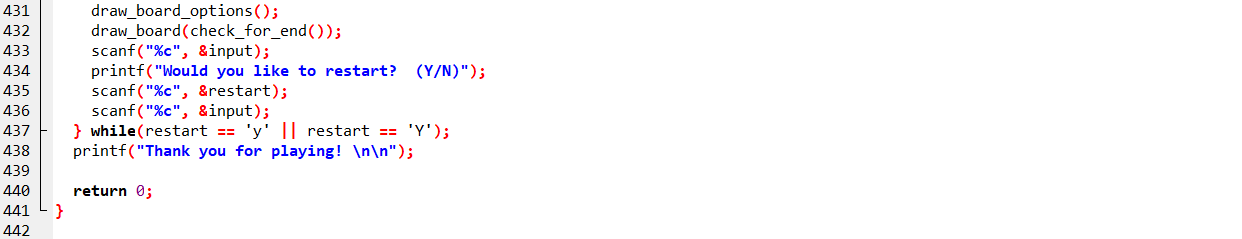 431 draw_board_options();
432 draw_board(check_for_end());
433 scanf("%c", &input);
434 printf("Would you like to restart?  (Y/N)");
435 scanf("%c", &restart);
436 scanf("%c", &input);
437 } while(restart == 'y' || restart == 'Y');
438 printf("Thank you for playing! \n\n");
439
440 return 0;
441 }
442